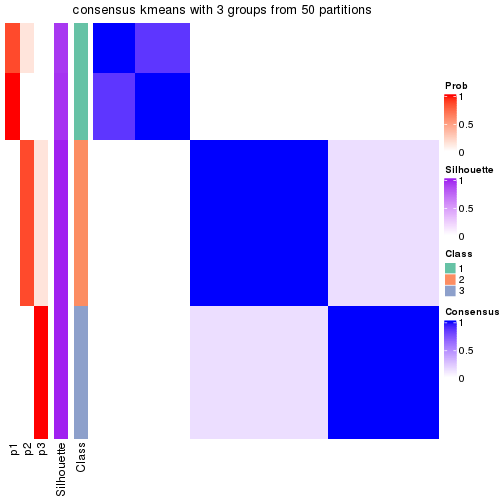 consensus kmeans with 3 groups from 50 partitions
Prob
1
0.5
0
Silhouette
1
0.5
0
Class
1
2
3
Consensus
1
0.5
0
p1
p2
p3
Silhouette
Class